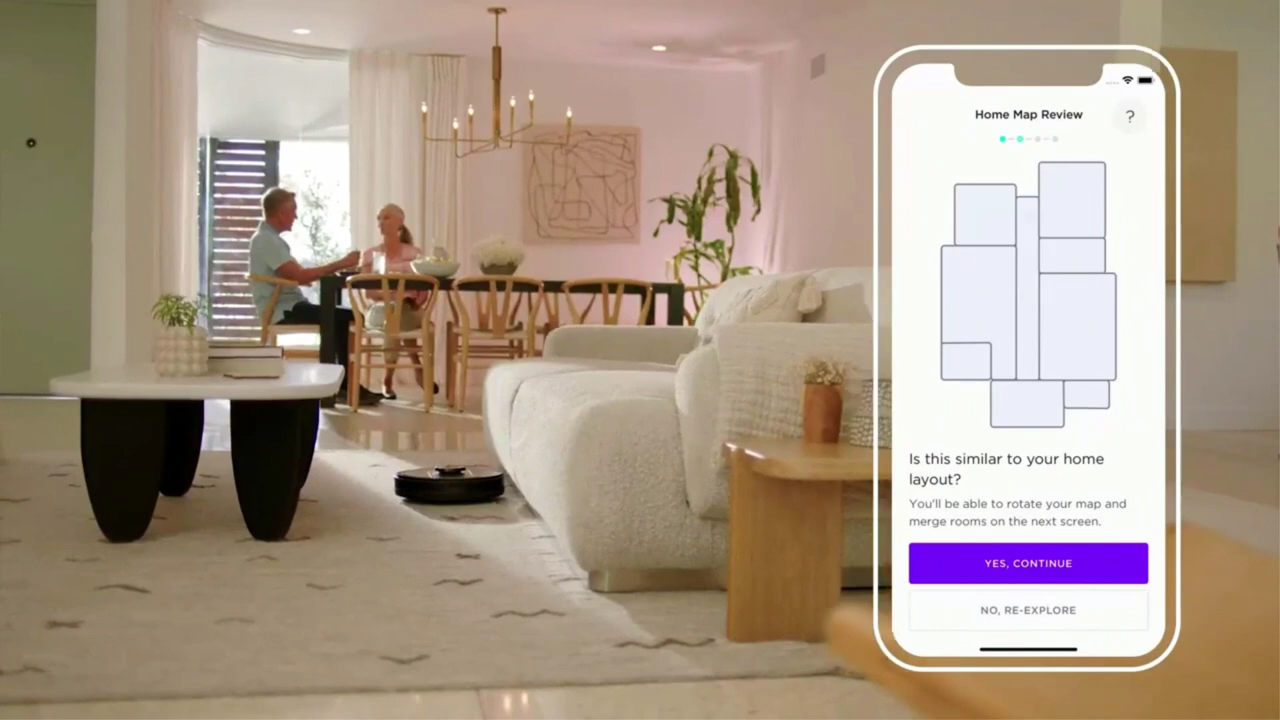 Home Map Review
?
Is this similar to your home
layout?
You'll be able to rotate your map and
merge rooms on the next screen.
YES, CONTINUE
NO, RE-EXPLORE